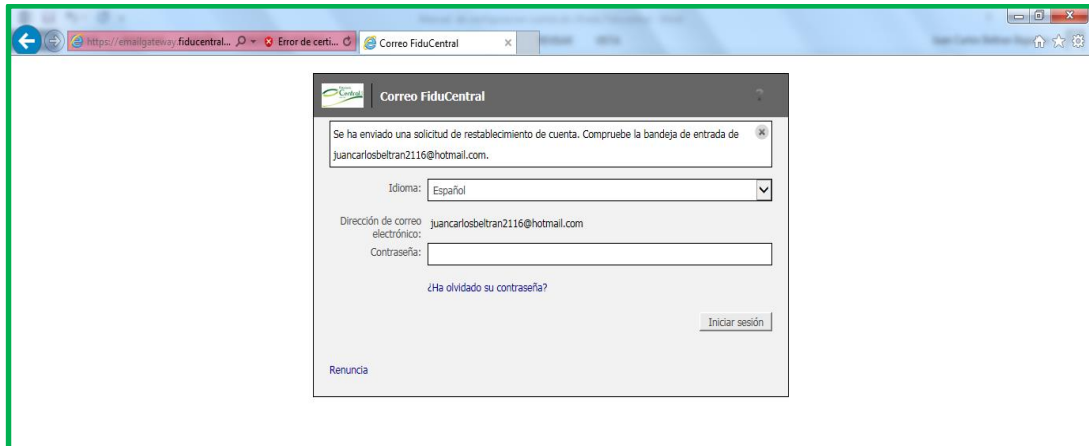 https://emailgateway.fiducentral...
Error de certi...
Correo FiduCentral
Central
Correo FiduCentral
?
Se ha enviado una solicitud de restablecimiento de cuenta. Compruebe la bandeja de entrada de
juancarlosbeltran2116@hotmail.com.
Idioma: Español
Dirección de correo
electrónico: juancarlosbeltran2116@hotmail.com
Contraseña:
¿Ha olvidado su contraseña?
Iniciar sesión
Renuncia